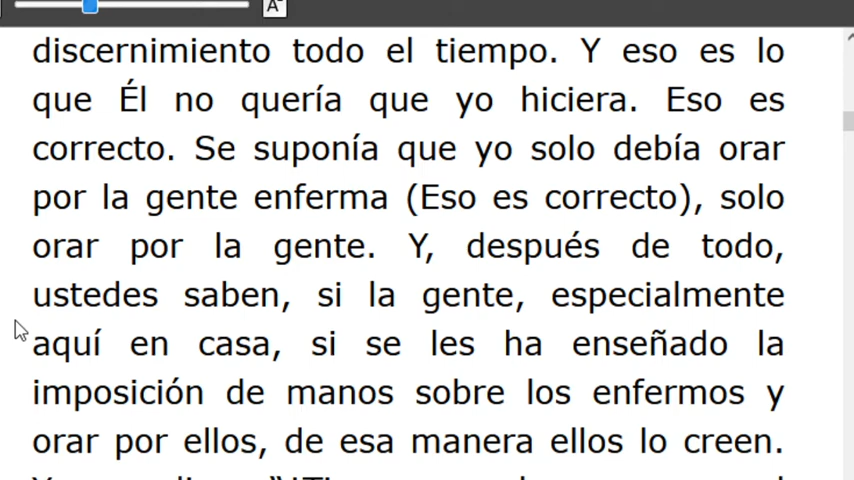 A
discernimiento todo el tiempo. Y eso es lo
que Él no quería que yo hiciera. Eso es
correcto. Se suponía que yo solo debía orar
por la gente enferma (Eso es correcto), solo
orar por la gente. Y, después de todo,
ustedes saben, si la gente, especialmente
aquí en casa, si se les ha enseñado la
imposición de manos sobre los enfermos y
orar por ellos, de esa manera ellos lo creen.